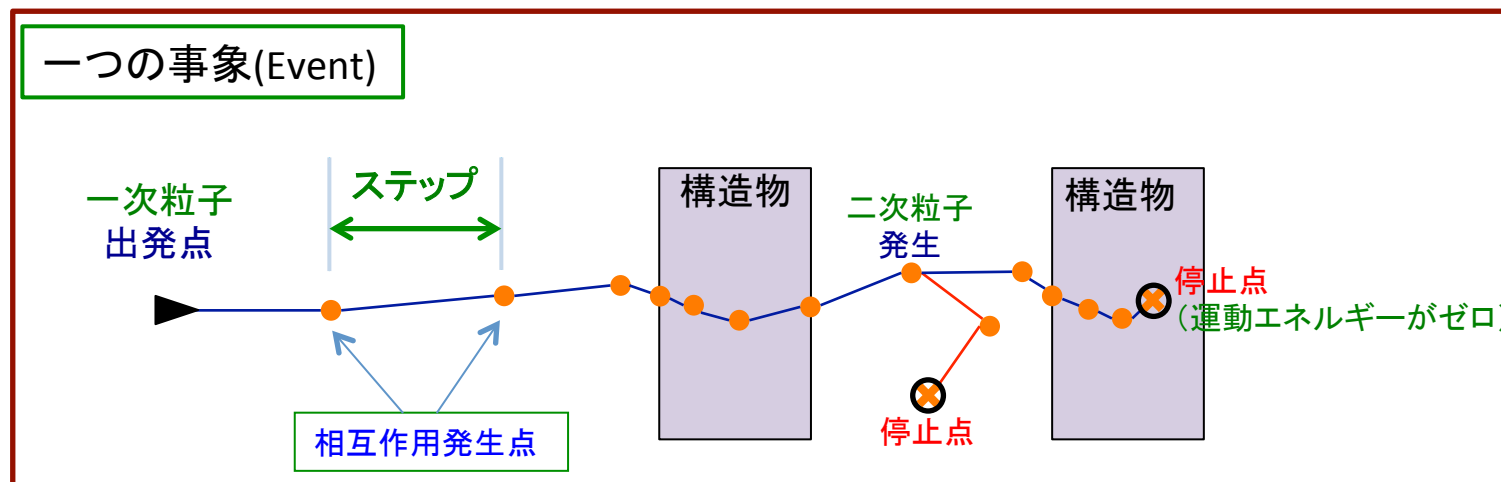 一つの事象(Event)
一次粒子
出発点
ステップ
相互作用発生点
構造物
二次粒子
発生
停止点
構造物
停止点
（運動エネルギーがゼロ）